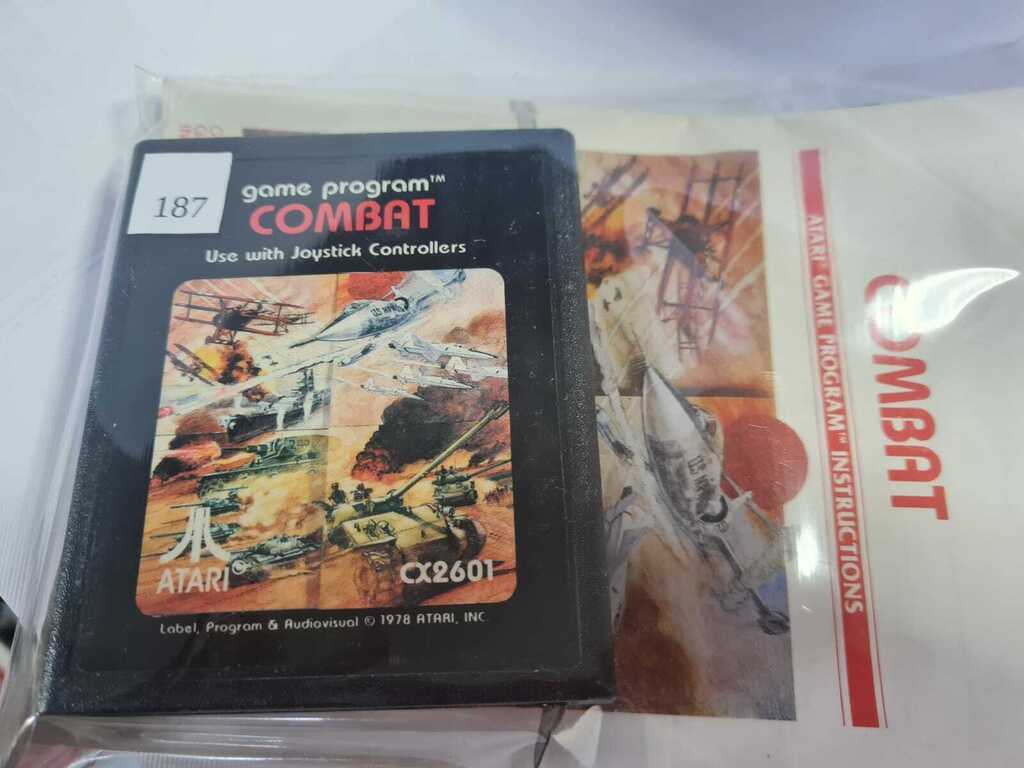 187
game program™
COMBAT
Use with Joystick Controllers
ATARI
CX2601
Label, Program & Audiovisual © 1978 ATARI, INC.
ATARI® GAME PROGRAM™ INSTRUCTIONS
COMBAT